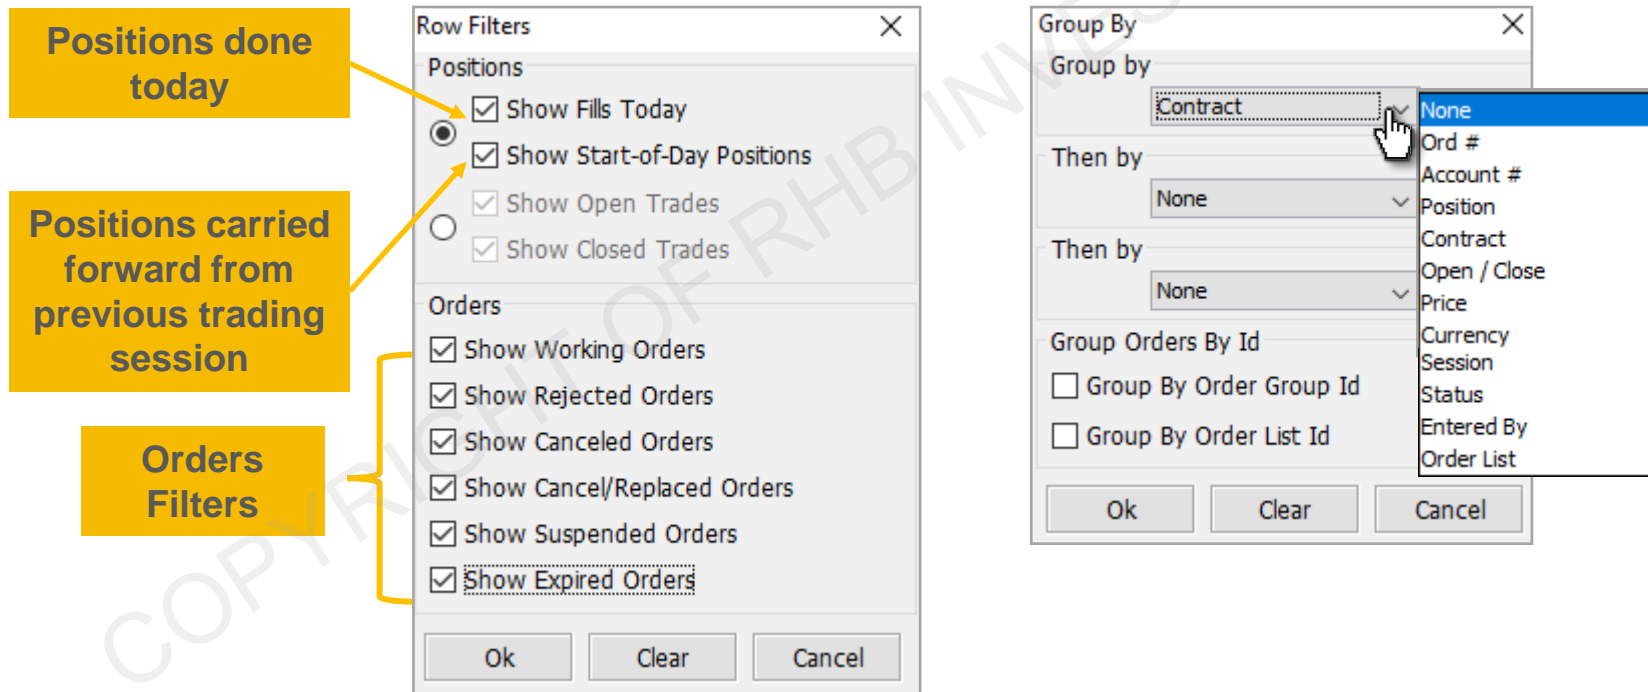 Positions done
today
Positions carried
forward from
previous trading
session
Orders
Filters
Row Filters
Positions
Show Fills Today
Show Start-of-Day Positions
Show Open Trades
Show Closed Trades
Orders
Show Working Orders
Show Rejected Orders
Show Canceled Orders
Show Cancel/Replaced Orders
Show Suspended Orders
Show Expired Orders
Ok Clear Cancel
Group By
Group by
Contract
Then by
None
Then by
None
Group Orders By Id
Group By Order Group Id
Group By Order List Id
Ok Clear Cancel
None
Ord #
Account #
Position
Contract
Open / Close
Price
Currency
Session
Status
Entered By
Order List
COPYRIGHT OF RHB INVES